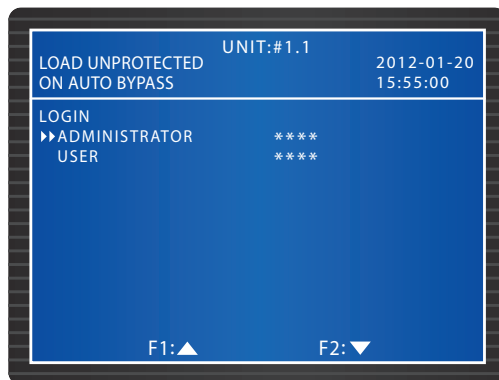 UNIT:#1.1
LOAD UNPROTECTED 2012-01-20
ON AUTO BYPASS 15:55:00
LOGIN
▶▶ADMINISTRATOR ****
USER ****
F1:▲ F2:▼